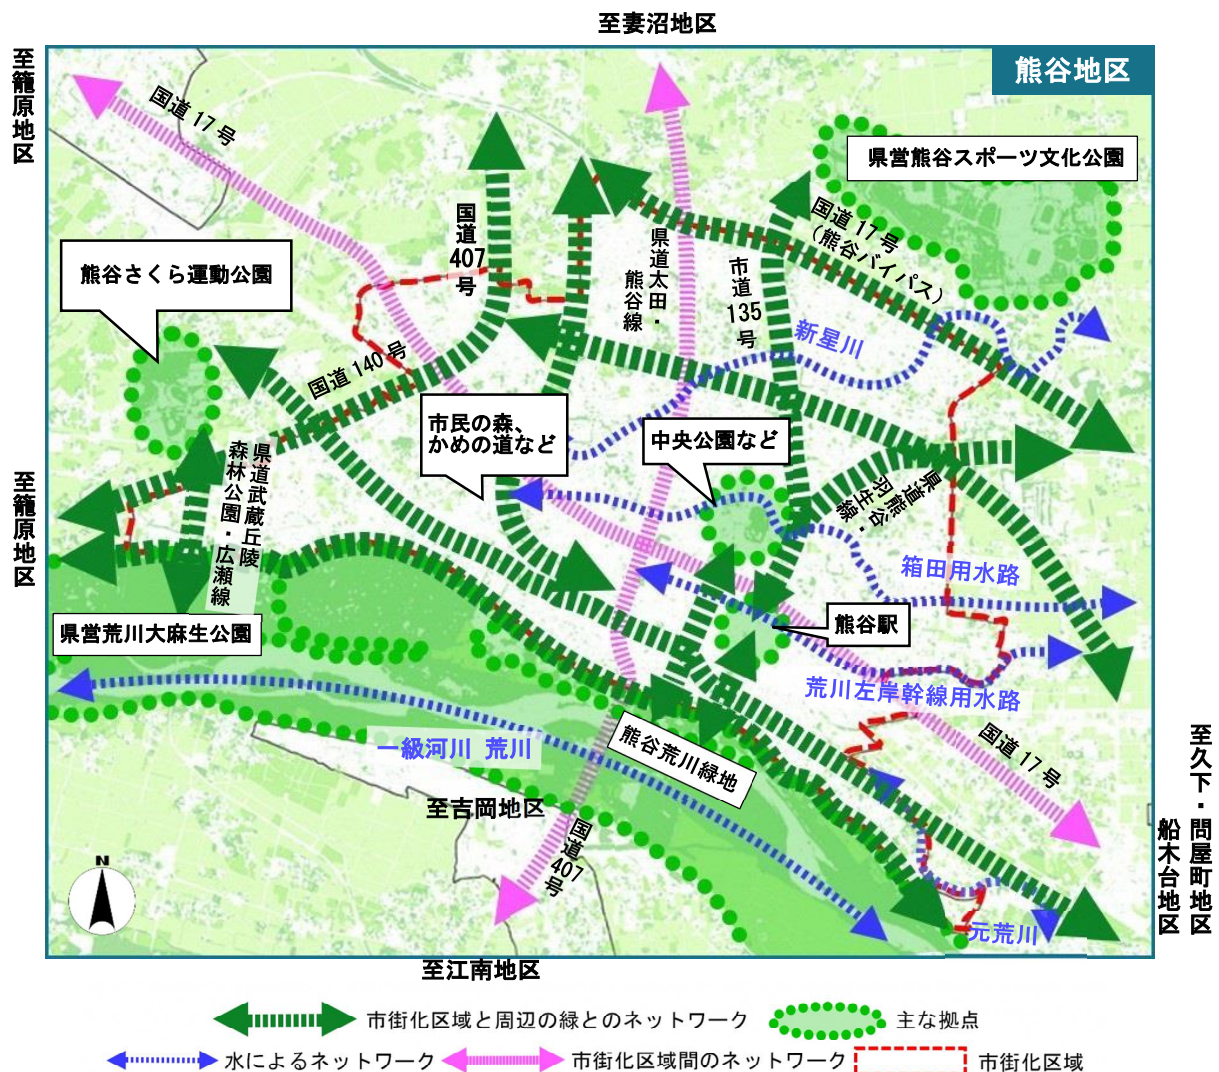 至妻沼地区
熊谷地区
至籠原地区
国道17号
県営熊谷スポーツ文化公園
国道17号
（熊谷バイパス）
国道407号
県道太田・
熊谷線
市道135号
熊谷さくら運動公園
新星川
国道140号
市民の森、
かめの道など
中央公園など
県道武蔵丘陵
森林公園・広瀬線
県道熊谷・
羽生線
至籠原地区
箱田用水路
県営荒川大麻生公園
熊谷駅
荒川左岸幹線用水路
一級河川 荒川
熊谷荒川緑地
国道17号
至吉岡地区
国道407号
至久下・問屋町地区
船木台地区
N
元荒川
至江南地区
市街化区域と周辺の緑とのネットワーク
主な拠点
水によるネットワーク
市街化区域間のネットワーク
市街化区域